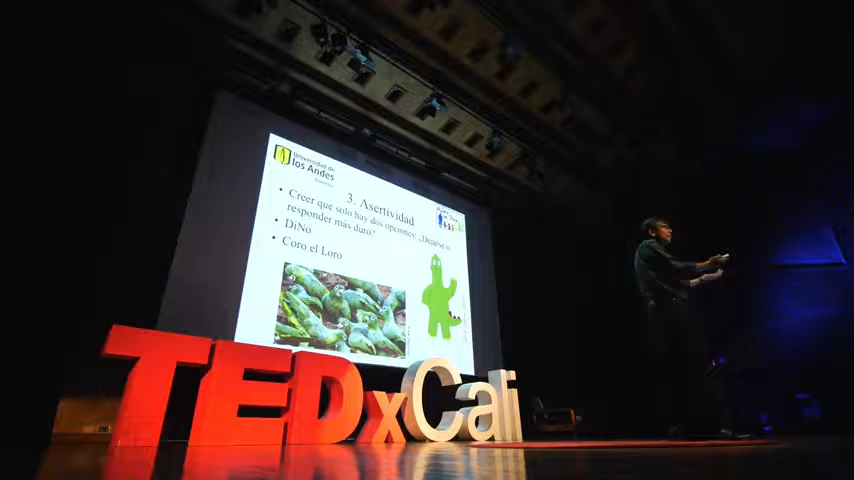 Universidad de
los Andes
3. Asertividad
• Creer que solo hay dos opciones: ¿Dejarse o
responder más duro?
• DiNo
• Coro el Loro
TEDxCali